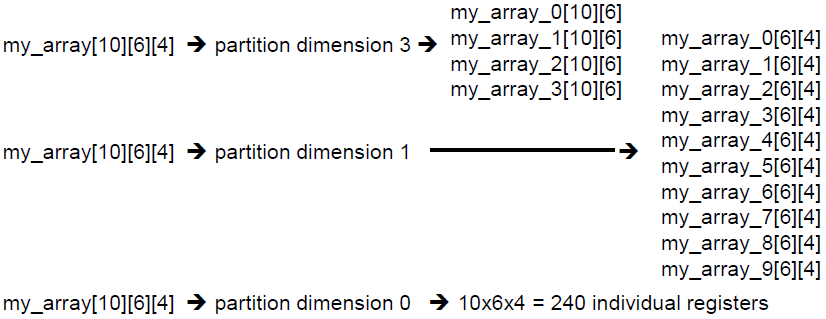 my_array[10][6][4] ➔ partition dimension 3 ➔
my_array_0[10][6]
my_array_1[10][6]
my_array_2[10][6]
my_array_3[10][6]
my_array[10][6][4] ➔ partition dimension 1 ➔
my_array_0[6][4]
my_array_1[6][4]
my_array_2[6][4]
my_array_3[6][4]
my_array_4[6][4]
my_array_5[6][4]
my_array_6[6][4]
my_array_7[6][4]
my_array_8[6][4]
my_array_9[6][4]
my_array[10][6][4] ➔ partition dimension 0 ➔ 10x6x4 = 240 individual registers